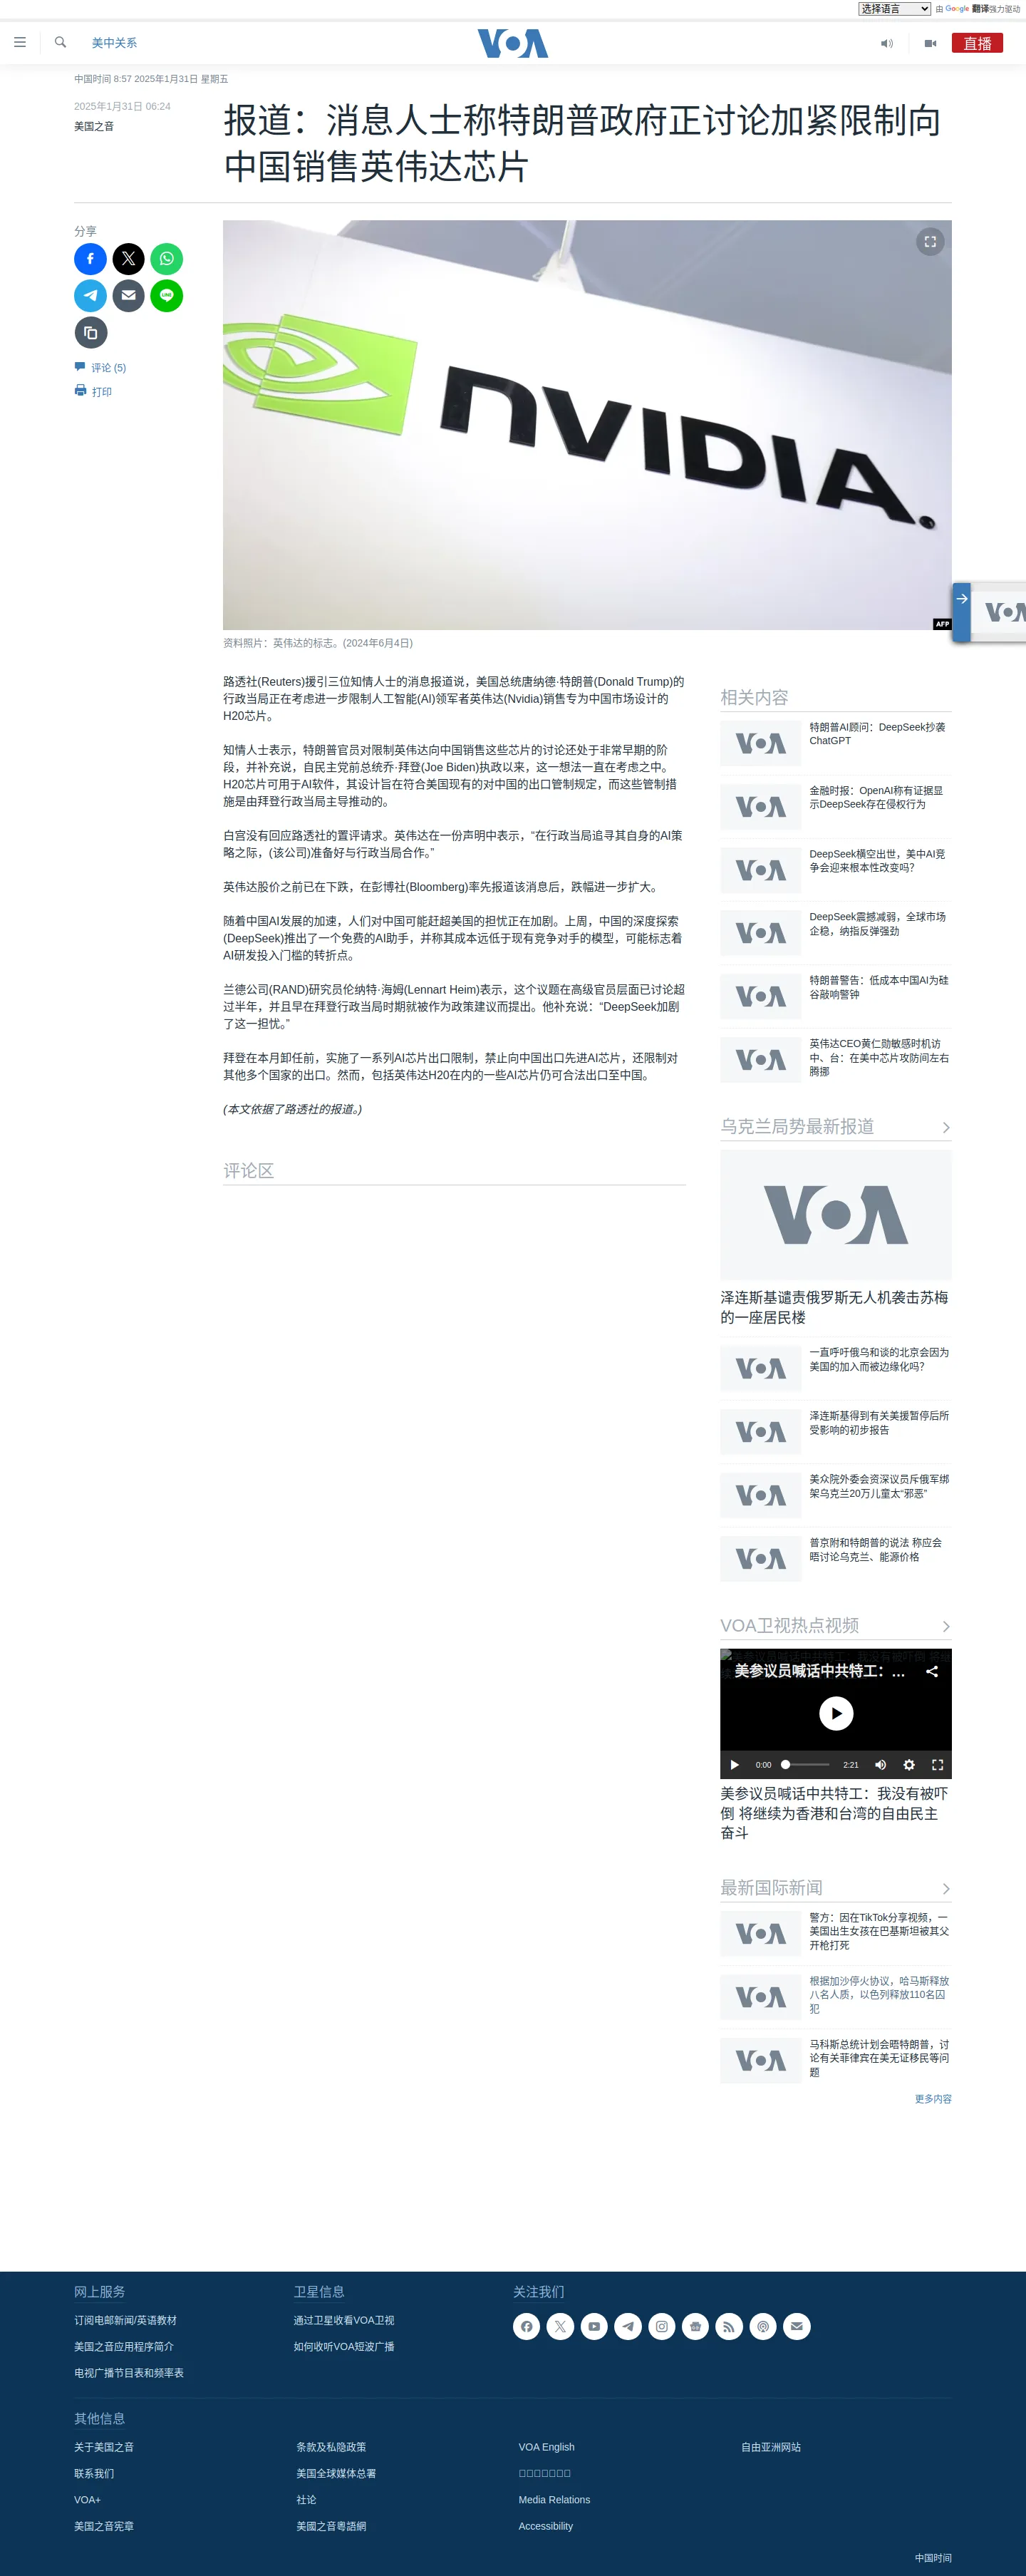 选择语言
由 Google 翻译强力驱动
美中关系
VOA
直播
中国时间 8:57 2025年1月31日 星期五
2025年1月31日 06:24
美国之音
报道：消息人士称特朗普政府正讨论加紧限制向
中国销售英伟达芯片
分享
LINE
评论 (5)
打印
NVIDIA.
AFP
VOA
资料照片：英伟达的标志。(2024年6月4日)
路透社(Reuters)援引三位知情人士的消息报道说，美国总统唐纳德·特朗普(Donald Trump)的
行政当局正在考虑进一步限制人工智能(AI)领军者英伟达(Nvidia)销售专为中国市场设计的
H20芯片。
知情人士表示，特朗普官员对限制英伟达向中国销售这些芯片的讨论还处于非常早期的阶
段，并补充说，自民主党前总统乔·拜登(Joe Biden)执政以来，这一想法一直在考虑之中。
H20芯片可用于AI软件，其设计旨在符合美国现有的对中国的出口管制规定，而这些管制措
施是由拜登行政当局主导推动的。
白宫没有回应路透社的置评请求。英伟达在一份声明中表示，“在行政当局追寻其自身的AI策
略之际，(该公司)准备好与行政当局合作。”
英伟达股价之前已在下跌，在彭博社(Bloomberg)率先报道该消息后，跌幅进一步扩大。
随着中国AI发展的加速，人们对中国可能赶超美国的担忧正在加剧。上周，中国的深度探索
(DeepSeek)推出了一个免费的AI助手，并称其成本远低于现有竞争对手的模型，可能标志着
AI研发投入门槛的转折点。
兰德公司(RAND)研究员伦纳特·海姆(Lennart Heim)表示，这个议题在高级官员层面已讨论超
过半年，并且早在拜登行政当局时期就被作为政策建议而提出。他补充说：“DeepSeek加剧
了这一担忧。”
拜登在本月卸任前，实施了一系列AI芯片出口限制，禁止向中国出口先进AI芯片，还限制对
其他多个国家的出口。然而，包括英伟达H20在内的一些AI芯片仍可合法出口至中国。
(本文依据了路透社的报道。)
评论区
相关内容
VOA
特朗普AI顾问：DeepSeek抄袭
ChatGPT
VOA
金融时报：OpenAI称有证据显
示DeepSeek存在侵权行为
VOA
DeepSeek横空出世，美中AI竞
争会迎来根本性改变吗？
VOA
DeepSeek震撼减弱，全球市场
企稳，纳指反弹强劲
VOA
特朗普警告：低成本中国AI为硅
谷敲响警钟
VOA
英伟达CEO黄仁勋敏感时机访
中、台：在美中芯片攻防间左右
腾挪
乌克兰局势最新报道
VOA
泽连斯基谴责俄罗斯无人机袭击苏梅
的一座居民楼
VOA
一直呼吁俄乌和谈的北京会因为
美国的加入而被边缘化吗？
VOA
泽连斯基得到有关美援暂停后所
受影响的初步报告
VOA
美众院外委会资深议员斥俄军绑
架乌克兰20万儿童太“邪恶”
VOA
普京附和特朗普的说法 称应会
晤讨论乌克兰、能源价格
VOA卫视热点视频
美参议员喊话中共特工：...
0:00
2:21
美参议员喊话中共特工：我没有被吓
倒 将继续为香港和台湾的自由民主
奋斗
最新国际新闻
VOA
警方：因在TikTok分享视频，一
美国出生女孩在巴基斯坦被其父
开枪打死
VOA
根据加沙停火协议，哈马斯释放
八名人质，以色列释放110名囚
犯
VOA
马科斯总统计划会晤特朗普，讨
论有关菲律宾在美无证移民等问
题
更多内容
网上服务
订阅电邮新闻/英语教材
美国之音应用程序简介
电视广播节目表和频率表
卫星信息
通过卫星收看VOA卫视
如何收听VOA短波广播
关注我们
其他信息
关于美国之音
联系我们
VOA+
美国之音宪章
条款及私隐政策
美国全球媒体总署
社论
美國之音粵語網
VOA English
Media Relations
Accessibility
自由亚洲网站
中国时间